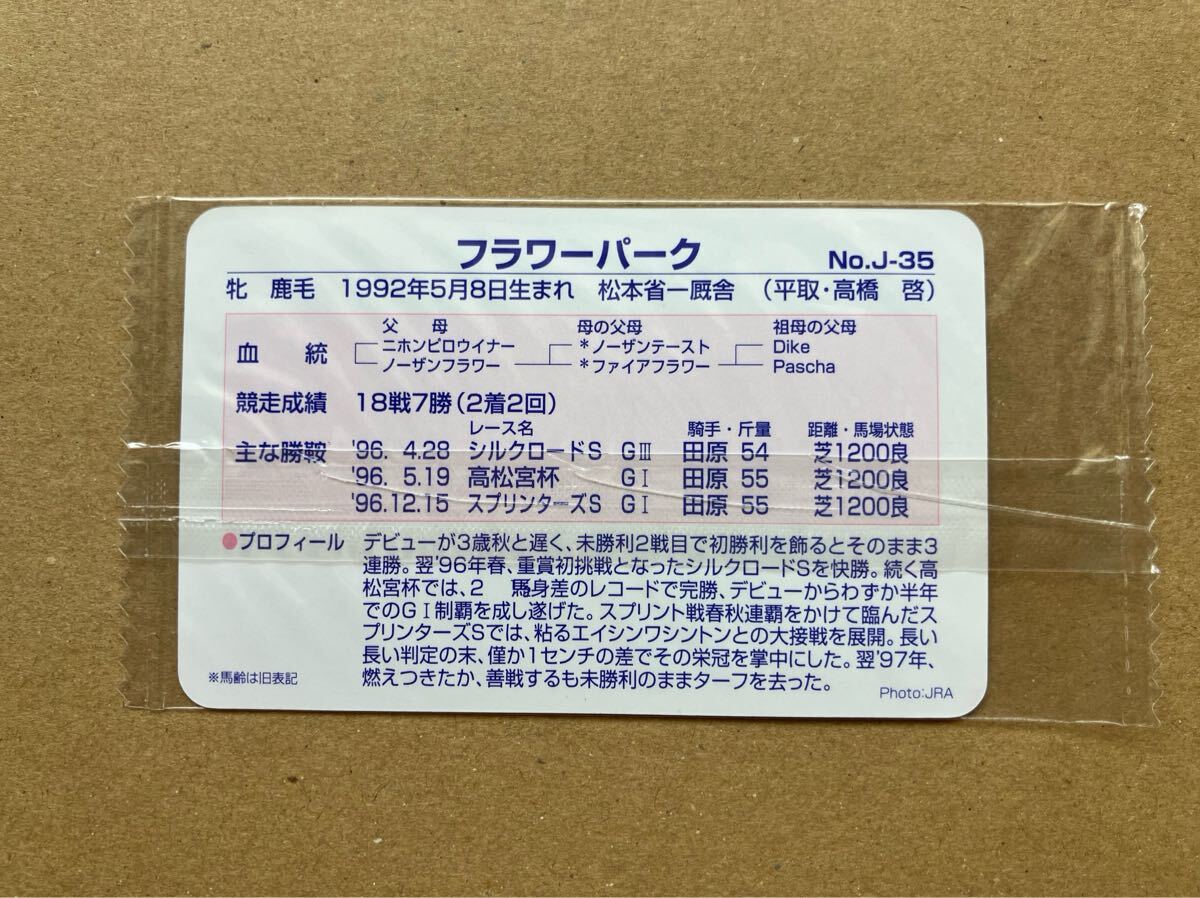 フラワーパーク No.J-35
牝 鹿毛 1992年5月8日生まれ 松本省一厩舎 (平取・高橋 啓)
父 母 母の父母 祖母の父母
血統 ニホンピロウイナー *ノーザンテースト Dike
ノーザンフラワー *ファイアフラワー Pascha
競走成績 18戦7勝(2着2回)
レース名 騎手・斤量 距離・馬場状態
主な勝鞍 '96. 4.28 シルクロードS GⅢ 田原 54 芝1200良
'96. 5.19 高松宮杯 GⅠ 田原 55 芝1200良
'96.12.15 スプリンターズS GⅠ 田原 55 芝1200良
●プロフィール デビューが3歳秋と遅く、未勝利2戦目で初勝利を飾るとそのまま3
連勝。翌'96年春、重賞初挑戦となったシルクロードSを快勝。続く高
松宮杯では、2 馬身差のレコードで完勝、デビューからわずか半年
でのGⅠ制覇を成し遂げた。スプリント戦春秋連覇をかけて臨んだス
プリンターズSでは、粘るエイシンワシントンとの大接戦を展開。長い
長い判定の末、僅か1センチの差でその栄冠を掌中にした。翌'97年、
燃えつきたか、善戦するも未勝利のままターフを去った。
※馬齢は旧表記
Photo:JRA